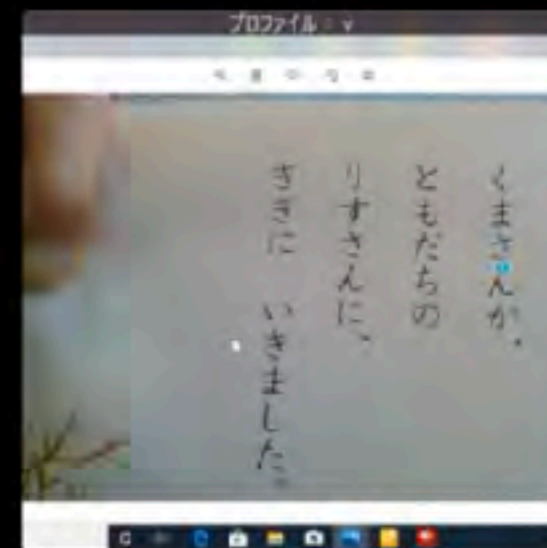 プロファイル : v
くまさんが、
ともだちの
りすさんに、
ききに いきました。